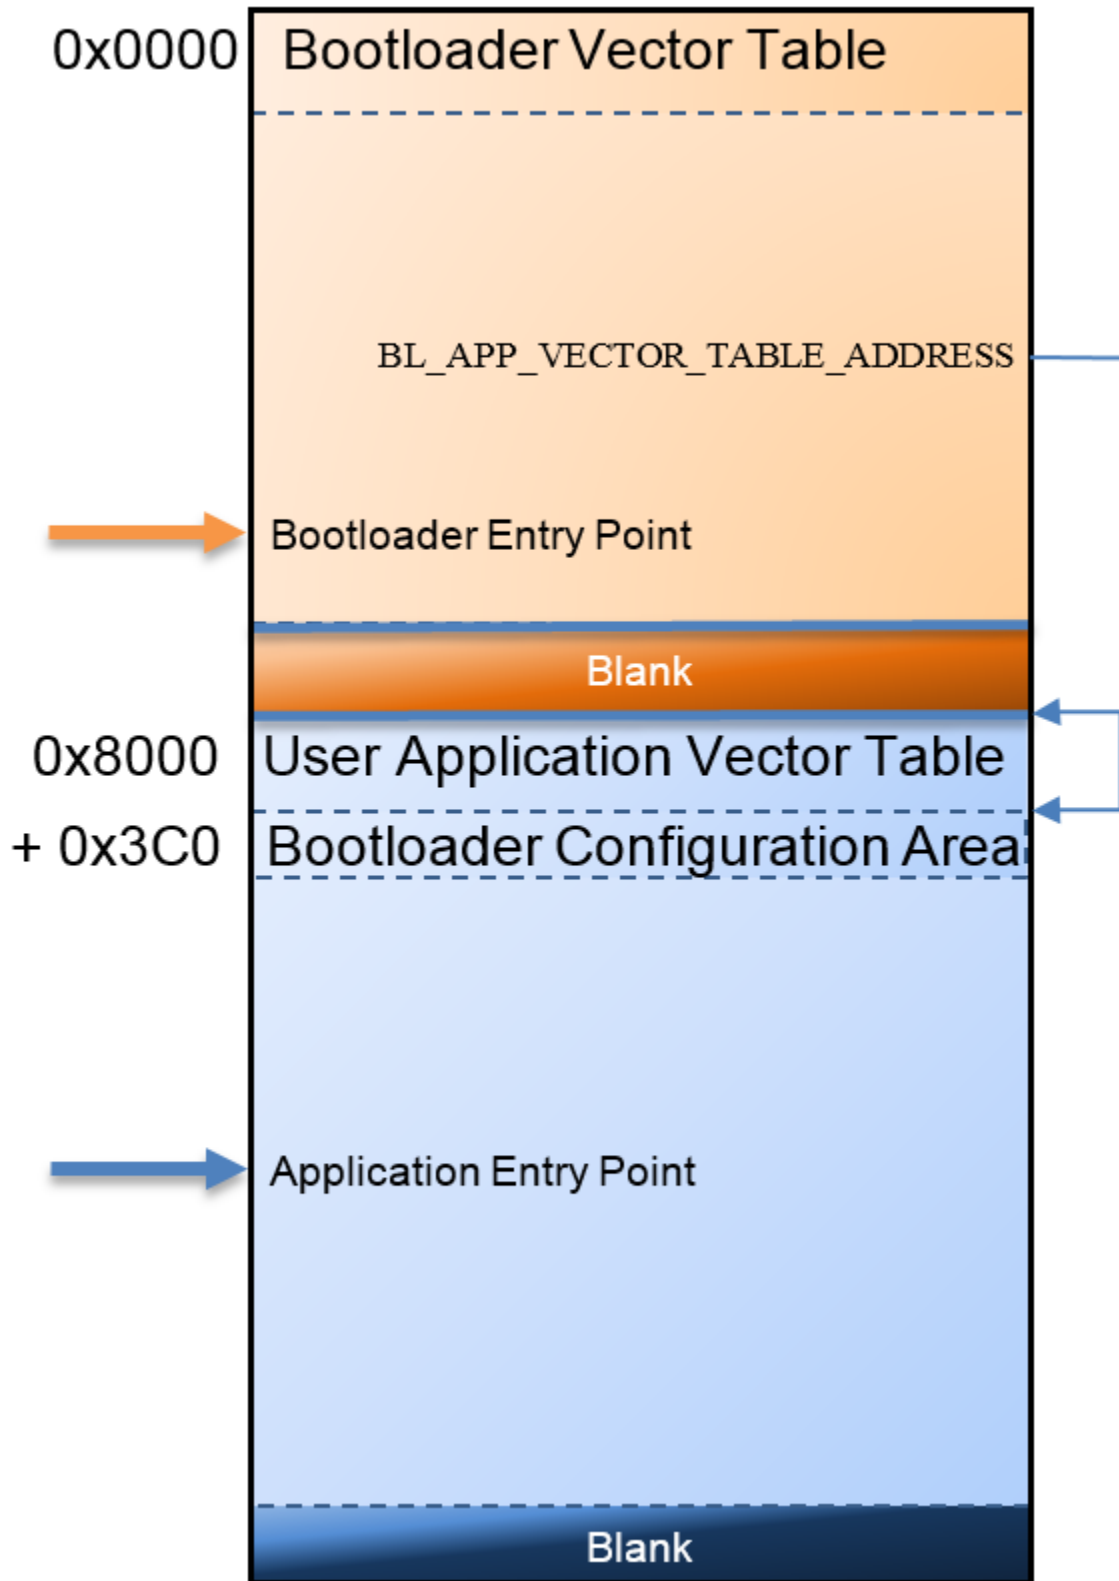 0x0000 Bootloader Vector Table
BL_APP_VECTOR_TABLE_ADDRESS
Bootloader Entry Point
Blank
0x8000 User Application Vector Table
+ 0x3C0 Bootloader Configuration Area
Application Entry Point
Blank